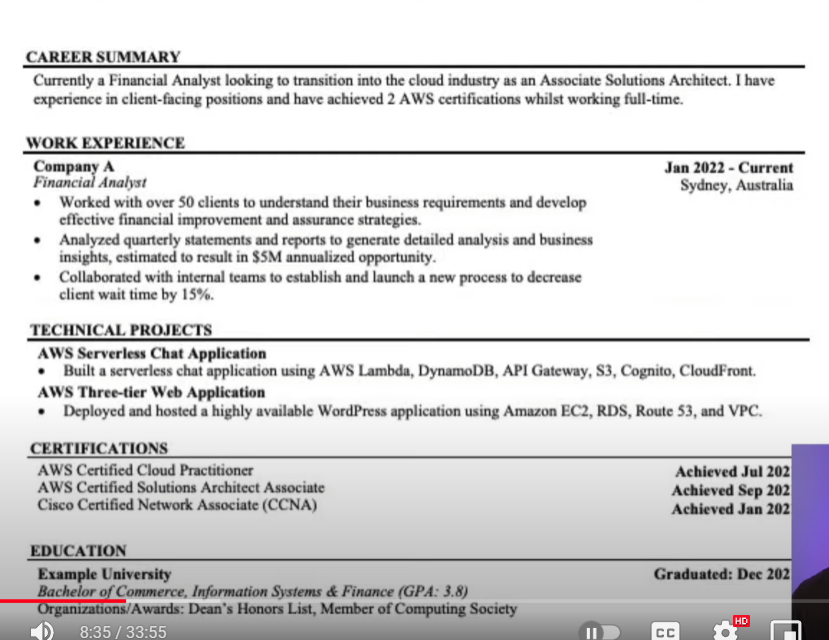 CAREER SUMMARY
Currently a Financial Analyst looking to transition into the cloud industry as an Associate Solutions Architect. I have
experience in client-facing positions and have achieved 2 AWS certifications whilst working full-time.
WORK EXPERIENCE
Company A Jan 2022 - Current
Financial Analyst Sydney, Australia
• Worked with over 50 clients to understand their business requirements and develop
effective financial improvement and assurance strategies.
• Analyzed quarterly statements and reports to generate detailed analysis and business
insights, estimated to result in $5M annualized opportunity.
• Collaborated with internal teams to establish and launch a new process to decrease
client wait time by 15%.
TECHNICAL PROJECTS
AWS Serverless Chat Application
• Built a serverless chat application using AWS Lambda, DynamoDB, API Gateway, S3, Cognito, CloudFront.
AWS Three-tier Web Application
• Deployed and hosted a highly available WordPress application using Amazon EC2, RDS, Route 53, and VPC.
CERTIFICATIONS
AWS Certified Cloud Practitioner Achieved Jul 202
AWS Certified Solutions Architect Associate Achieved Sep 202
Cisco Certified Network Associate (CCNA) Achieved Jan 202
EDUCATION
Example University Graduated: Dec 202
Bachelor of Commerce, Information Systems & Finance (GPA: 3.8)
Organizations/Awards: Dean's Honors List, Member of Computing Society
8:35 / 33:55 CC HD